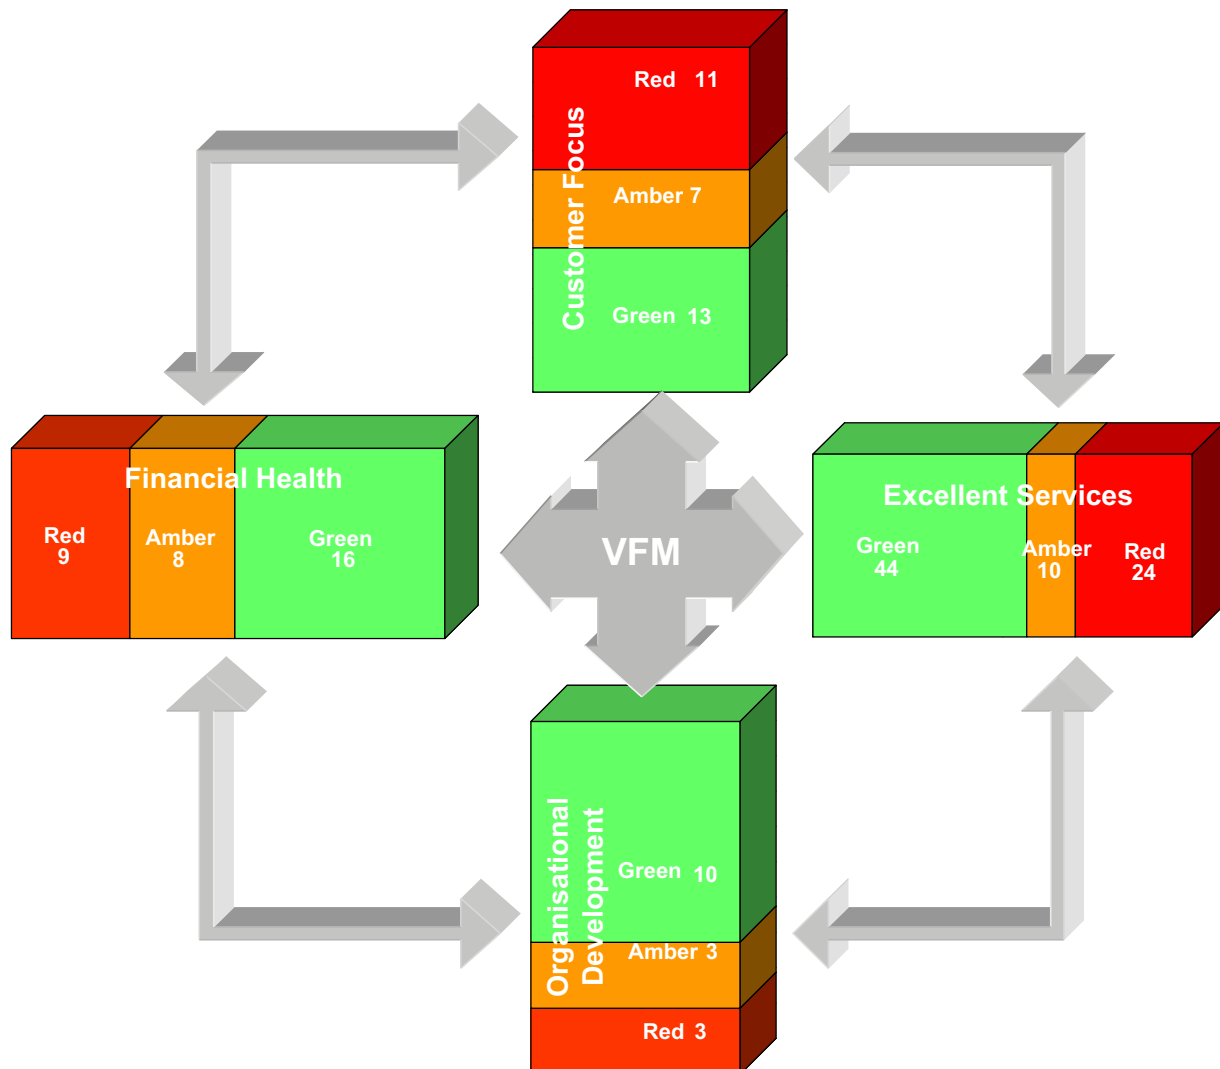 Customer Focus
Red 11
Amber 7
Green 13
Financial Health
Red
9
Amber
8
Green
16
VFM
Excellent Services
Green
44
Amber
10
Red
24
Organisational
Development
Green 10
Amber 3
Red 3